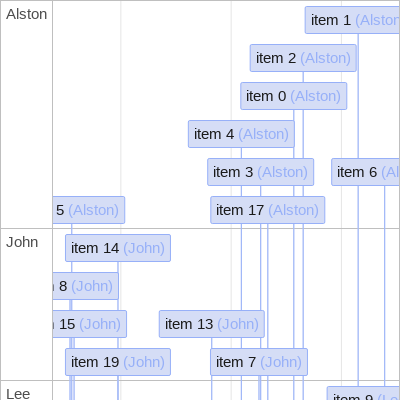 Alston
item 1 (Alston
item 2 (Alston)
item 0 (Alston)
item 4 (Alston)
item 3 (Alston)
item 6 (Al
5 (Alston)
item 17 (Alston)
John
item 14 (John)
8 (John)
15 (John)
item 13 (John)
item 19 (John)
item 7 (John)
Lee
item 9 (Le